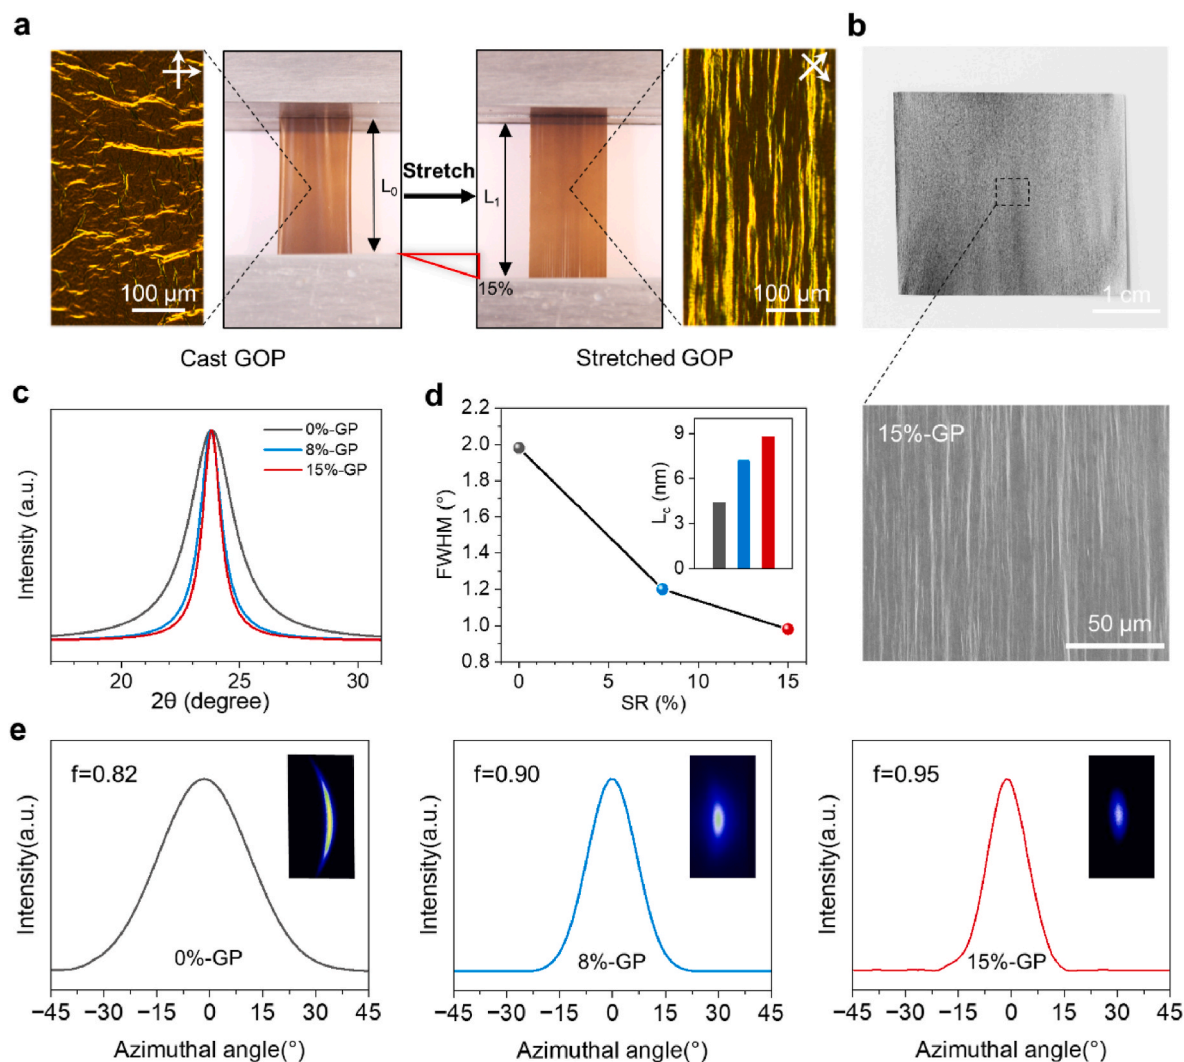 a
L₀
Stretch
L₁
15%
100 μm
100 μm
Cast GOP
Stretched GOP
b
1 cm
15%-GP
50 μm
c
0%-GP
8%-GP
15%-GP
Intensity (a.u.)
20
25
30
2θ (degree)
d
2.2
2.0
1.8
1.6
1.4
1.2
1.0
0.8
FWHM (°)
0
5
10
15
SR (%)
9
6
3
0
L_c (nm)
e
f=0.82
Intensity(a.u.)
0%-GP
−45 −30 −15 0 15 30 45
Azimuthal angle(°)
f=0.90
Intensity(a.u.)
8%-GP
−45 −30 −15 0 15 30 45
Azimuthal angle(°)
f=0.95
Intensity(a.u.)
15%-GP
−45 −30 −15 0 15 30 45
Azimuthal angle(°)